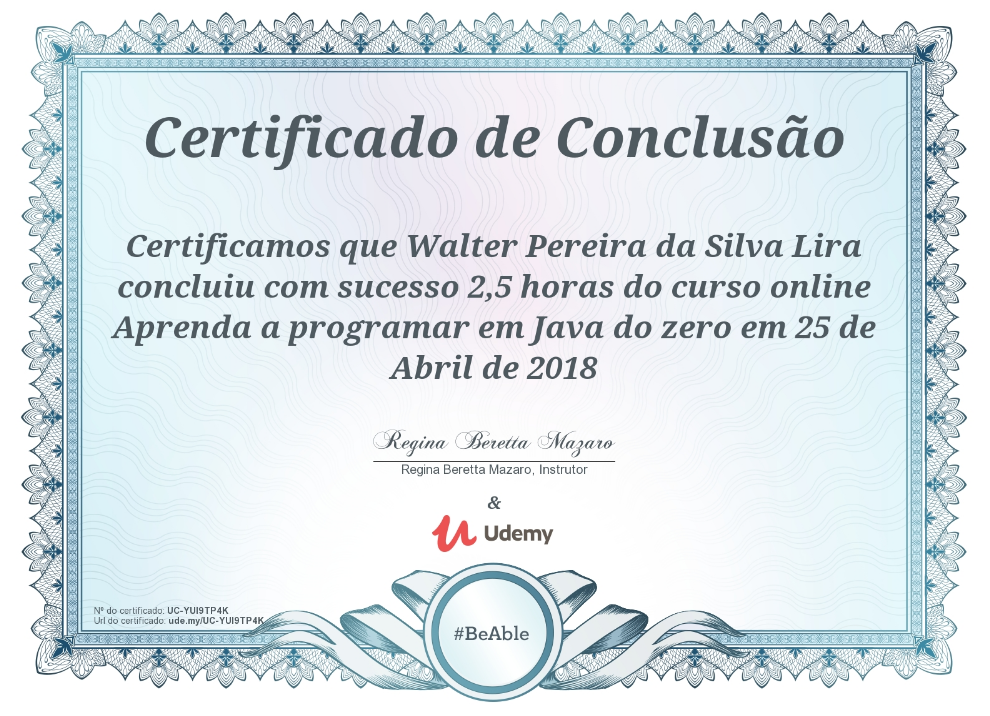 Certificado de Conclusão
Certificamos que Walter Pereira da Silva Lira
concluiu com sucesso 2,5 horas do curso online
Aprenda a programar em Java do zero em 25 de
Abril de 2018
Regina Beretta Mazaro
Regina Beretta Mazaro, Instrutor
&
Udemy
#BeAble
Nº do certificado: UC-YUI9TP4K
Url do certificado: ude.my/UC-YUI9TP4K